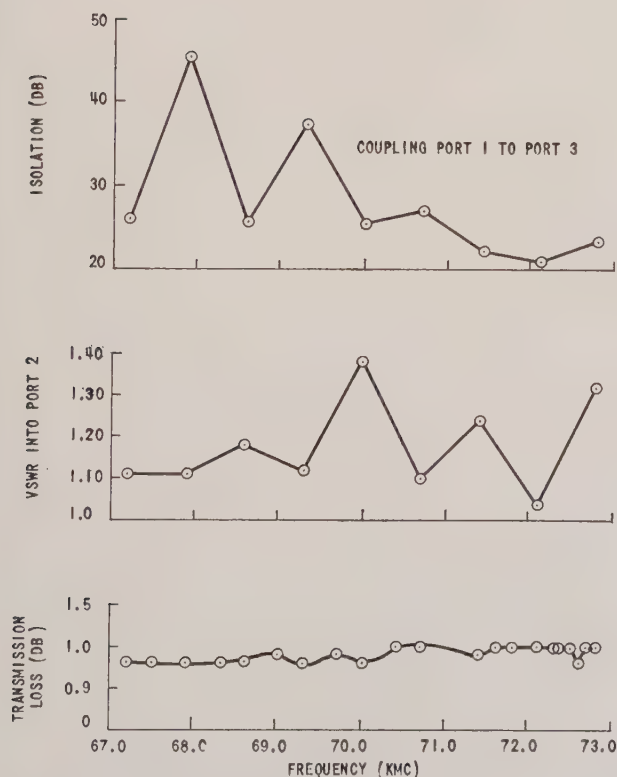 50
40
30
20
ISOLATION (DB)
COUPLING PORT 1 TO PORT 3
1.40
1.30
1.20
1.10
1.0
VSWR INTO PORT 2
1.5
1.0
0.9
0
TRANSMISSION
LOSS (DB)
67.0 68.0 69.0 70.0 71.0 72.0 73.0
FREQUENCY (KMC)